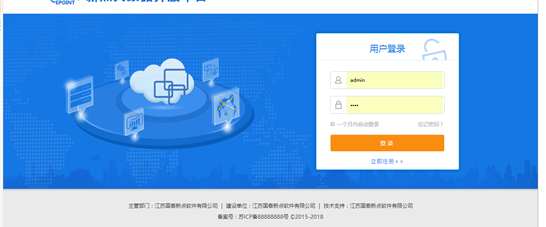 EPOINT
用户登录
admin
••••
一个月内自动登录 忘记密码？
登 录
立即注册>>
主管部门：江苏国泰新点软件有限公司 | 建设单位：江苏国泰新点软件有限公司 | 技术支持：江苏国泰新点软件有限公司
备案号：苏ICP备88888888号 ©2015-2018